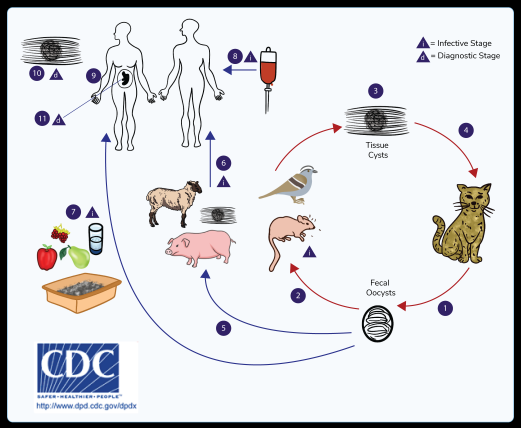 i = Infective Stage
d = Diagnostic Stage
10 d
9
8 i
11 d
3
Tissue
Cysts
4
6
i
7 i
i
2
Fecal
Oocysts
1
5
CDC
SAFER·HEALTHIER·PEOPLE™
http://www.dpd.cdc.gov/dpdx